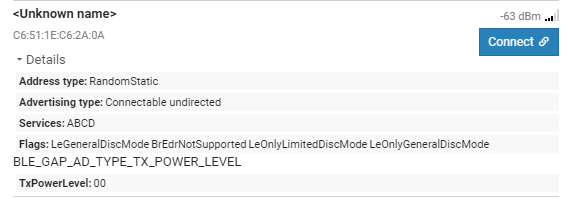 <Unknown name>
-63 dBm
C6:51:1E:C6:2A:0A
Connect
Details
Address type: RandomStatic
Advertising type: Connectable undirected
Services: ABCD
Flags: LeGeneralDiscMode BrEdrNotSupported LeOnlyLimitedDiscMode LeOnlyGeneralDiscMode
BLE_GAP_AD_TYPE_TX_POWER_LEVEL
TxPowerLevel: 00